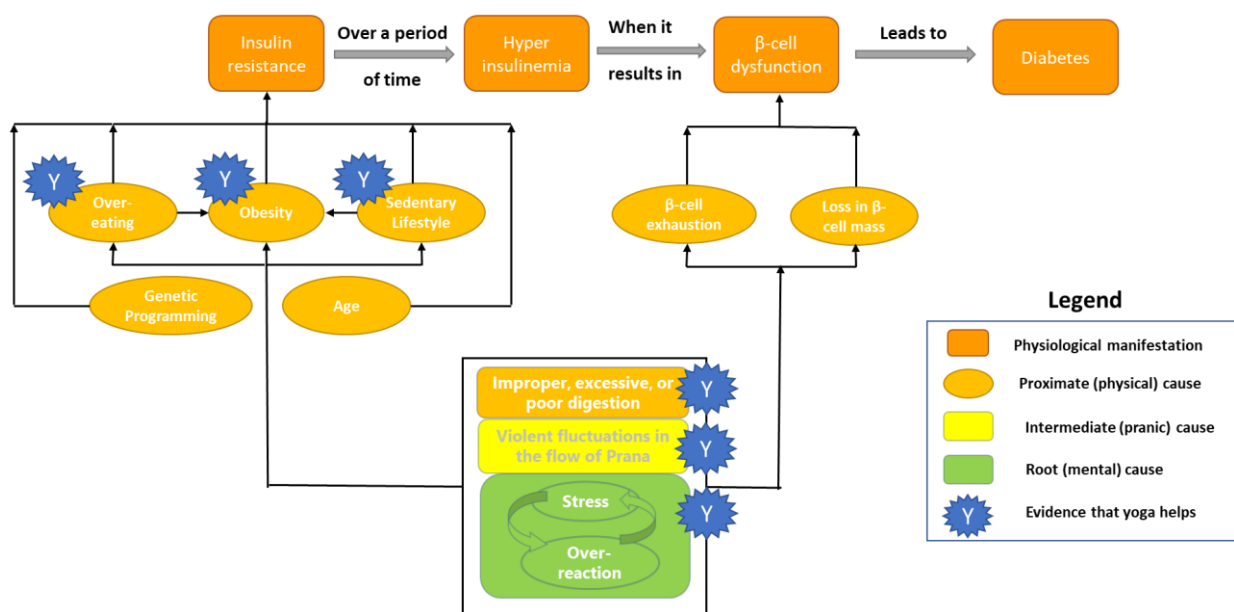 Insulin
resistance
Over a period
of time
Hyper
insulinemia
When it
results in
β-cell
dysfunction
Leads to
Diabetes
Y
Over-
eating
Y
Obesity
Y
Sedentary
Lifestyle
β-cell
exhaustion
Loss in β-
cell mass
Genetic
Programming
Age
Improper, excessive, or
poor digestion
Y
Violent fluctuations in
the flow of Prana
Y
Stress
Y
Over-
reaction
Legend
Physiological manifestation
Proximate (physical) cause
Intermediate (pranic) cause
Root (mental) cause
Y
Evidence that yoga helps